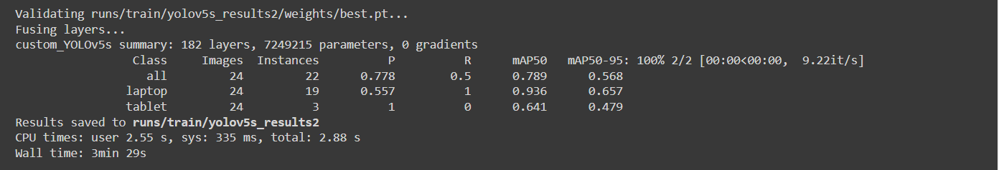 Validating runs/train/yolov5s_results2/weights/best.pt...
Fusing layers...
custom_YOLOv5s summary: 182 layers, 7249215 parameters, 0 gradients
Class Images Instances P R mAP50 mAP50-95: 100% 2/2 [00:00<00:00, 9.22it/s]
all 24 22 0.778 0.5 0.789 0.568
laptop 24 19 0.557 1 0.936 0.657
tablet 24 3 1 0 0.641 0.479
Results saved to runs/train/yolov5s_results2
CPU times: user 2.55 s, sys: 335 ms, total: 2.88 s
Wall time: 3min 29s